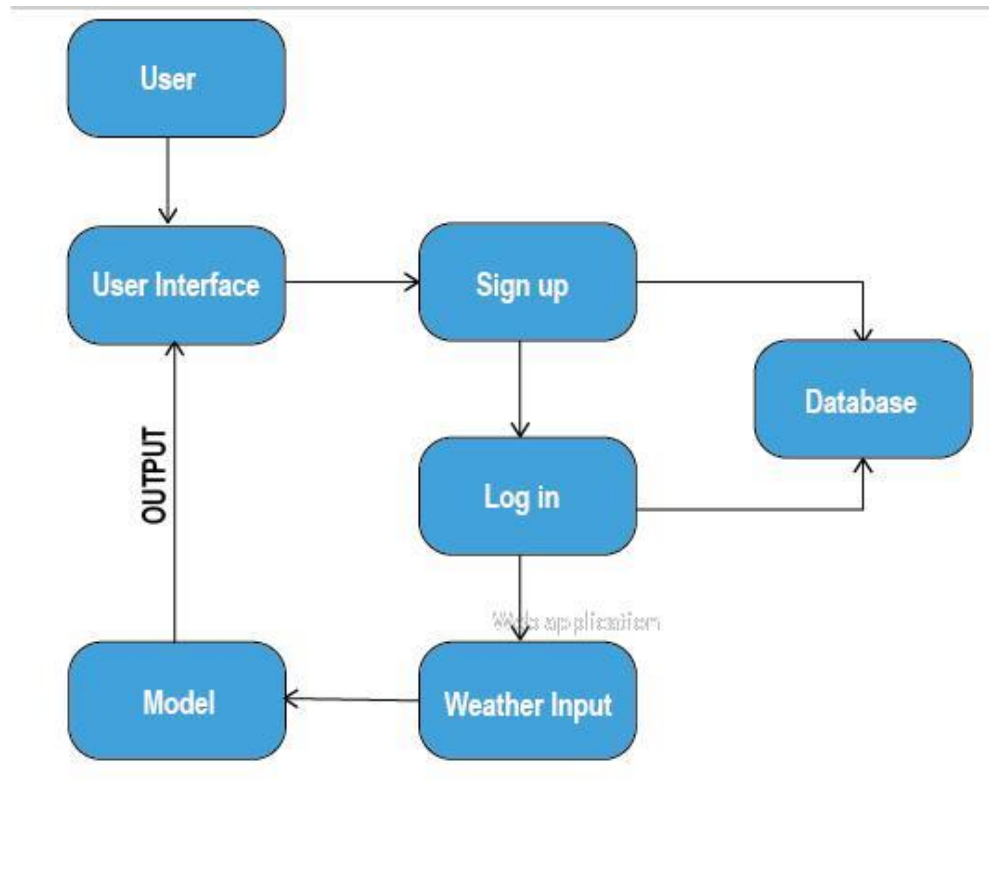 User
User Interface
Sign up
Database
OUTPUT
Log in
Web application
Model
Weather Input